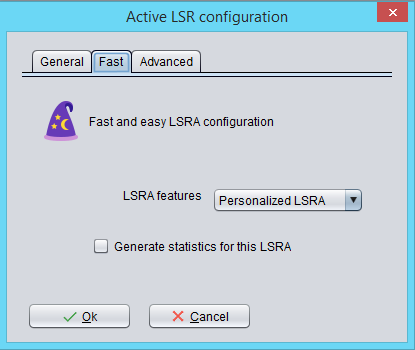 Active LSR configuration
General Fast Advanced
Fast and easy LSRA configuration
LSRA features Personalized LSRA
Generate statistics for this LSRA
Ok Cancel